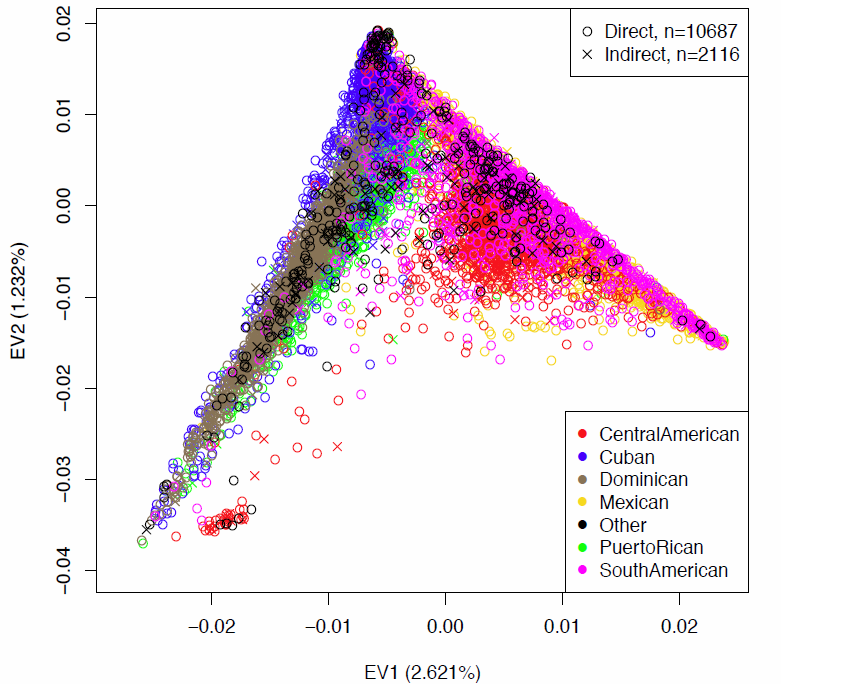 Direct, n=10687
Indirect, n=2116
0.02
0.01
0.00
−0.01
−0.02
−0.03
−0.04
EV2 (1.232%)
CentralAmerican
Cuban
Dominican
Mexican
Other
PuertoRican
SouthAmerican
−0.02
−0.01
0.00
0.01
0.02
EV1 (2.621%)